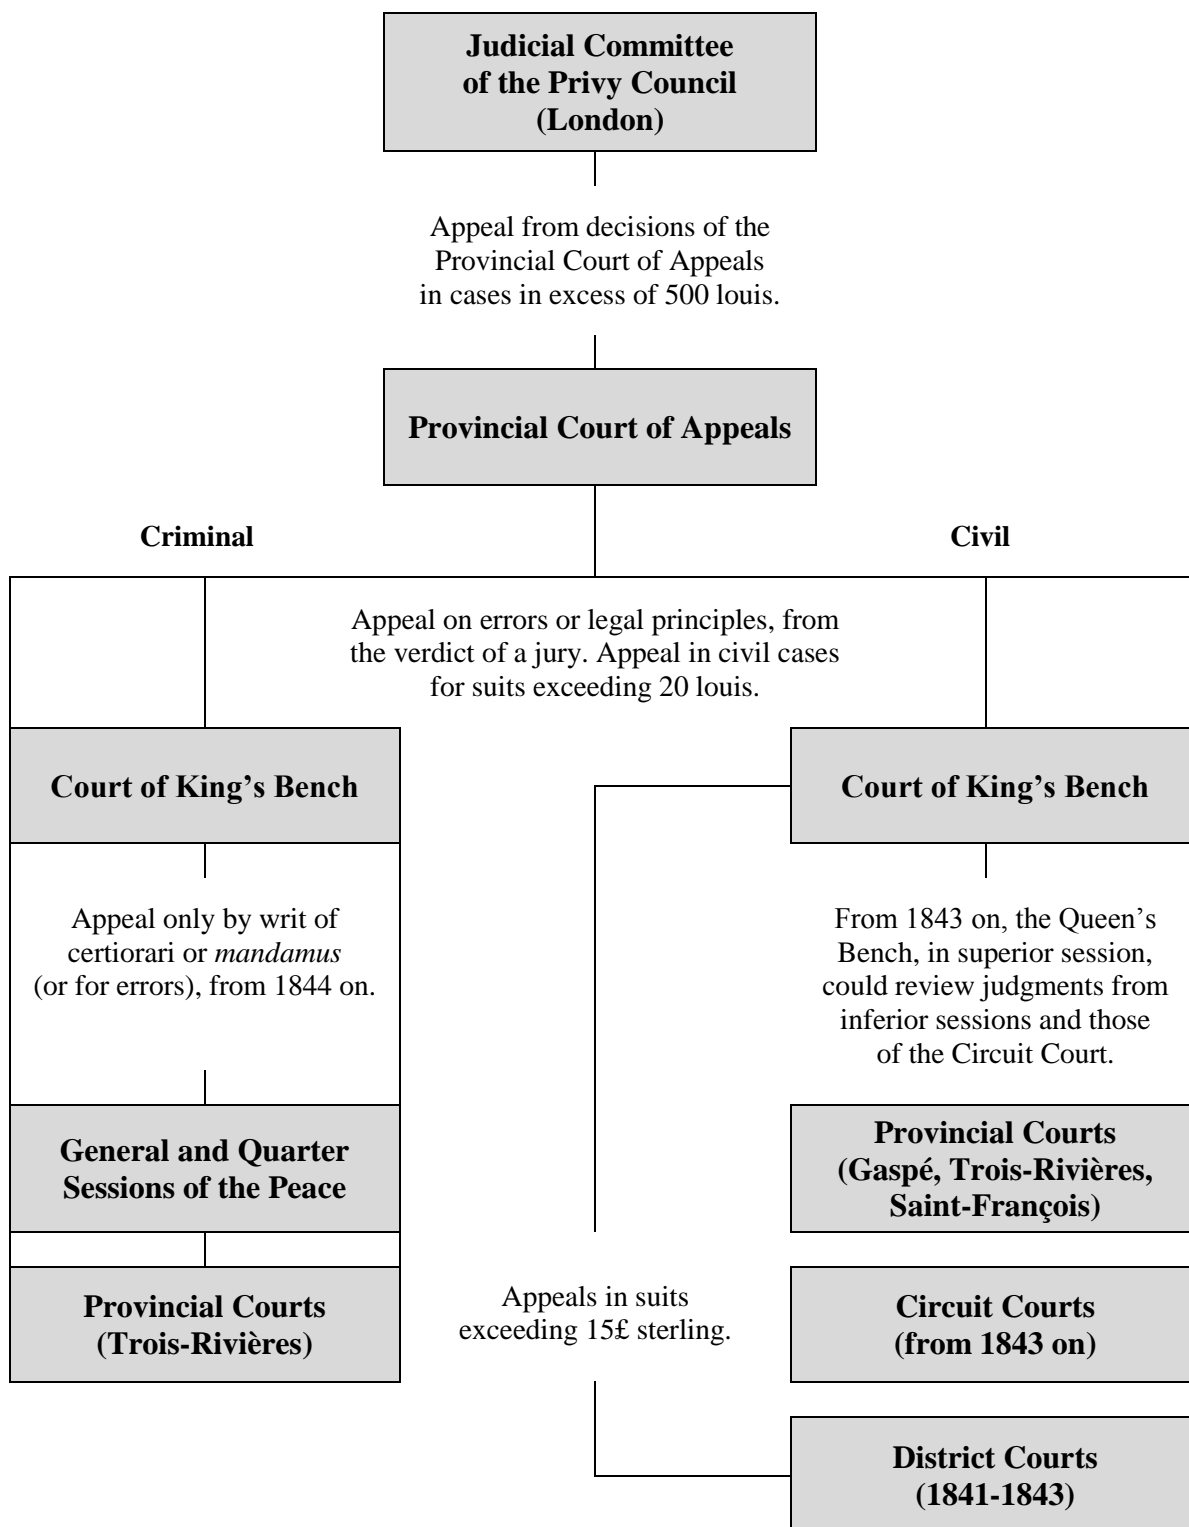 Judicial Committee
of the Privy Council
(London)
Appeal from decisions of the
Provincial Court of Appeals
in cases in excess of 500 louis.
Provincial Court of Appeals
Criminal
Civil
Appeal on errors or legal principles, from
the verdict of a jury. Appeal in civil cases
for suits exceeding 20 louis.
Court of King’s Bench
Court of King’s Bench
Appeal only by writ of
certiorari or mandamus
(or for errors), from 1844 on.
From 1843 on, the Queen’s
Bench, in superior session,
could review judgments from
inferior sessions and those
of the Circuit Court.
General and Quarter
Sessions of the Peace
Provincial Courts
(Gaspé, Trois-Rivières,
Saint-François)
Provincial Courts
(Trois-Rivières)
Appeals in suits
exceeding 15£ sterling.
Circuit Courts
(from 1843 on)
District Courts
(1841-1843)